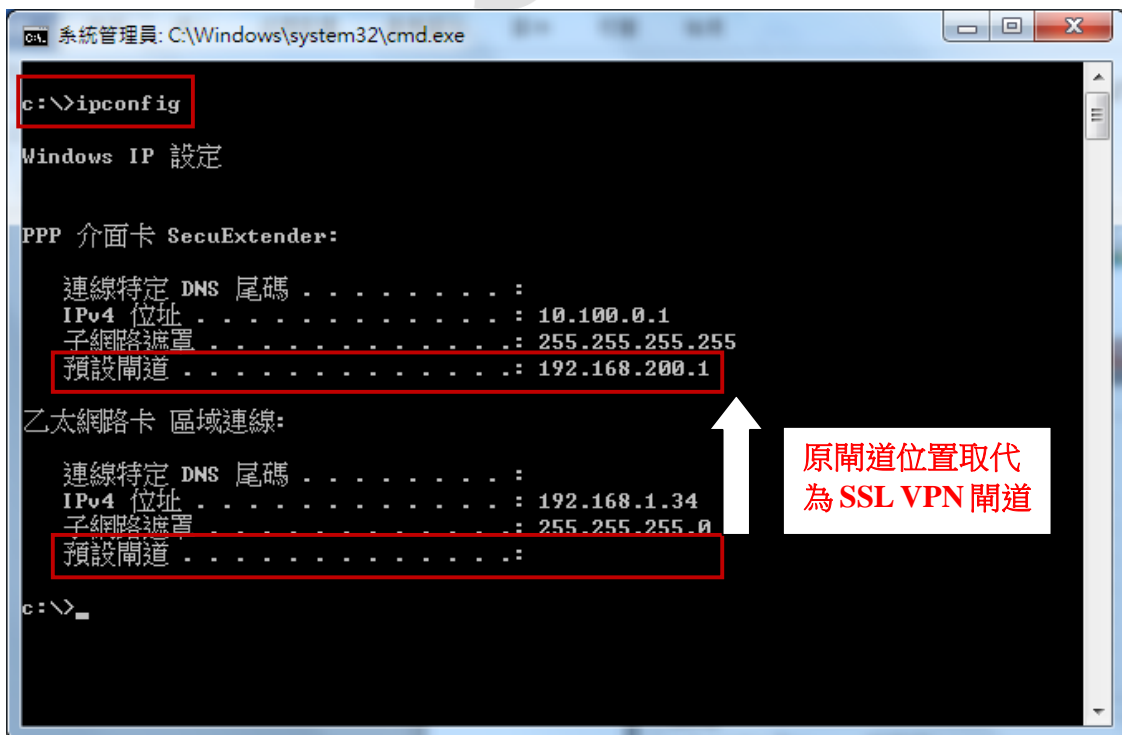 系統管理員: C:\Windows\system32\cmd.exe
c:\>ipconfig
Windows IP 設定
PPP 介面卡 SecuExtender:
連線特定 DNS 尾碼 . . . . . . . . :
IPv4 位址 . . . . . . . . . . . . : 10.100.0.1
子網路遮罩 . . . . . . . . . . . .: 255.255.255.255
預設閘道 . . . . . . . . . . . . .: 192.168.200.1
乙太網路卡 區域連線:
連線特定 DNS 尾碼 . . . . . . . . :
IPv4 位址 . . . . . . . . . . . . : 192.168.1.34
子網路遮罩 . . . . . . . . . . . .: 255.255.255.0
預設閘道 . . . . . . . . . . . . .:
c:\>_
原閘道位置取代
為 SSL VPN 閘道